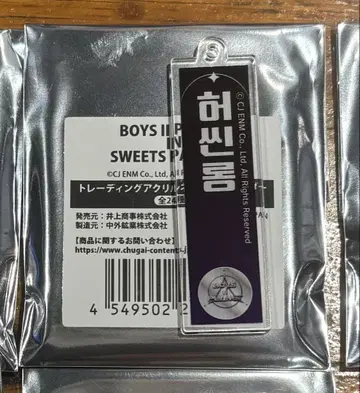 BOYS II P
IN
SWEETS PA
©CJ ENM Co., Ltd, All R
トレーディングアクリル
全24種
発売元：井上商事株式会社
製造元：中外鉱業株式会社
【商品に関するお問い合わせ】
https://www.chugai-contents.j
4 549502 2
허씬롱
© CJ ENM Co., Ltd, All Rights Reserved